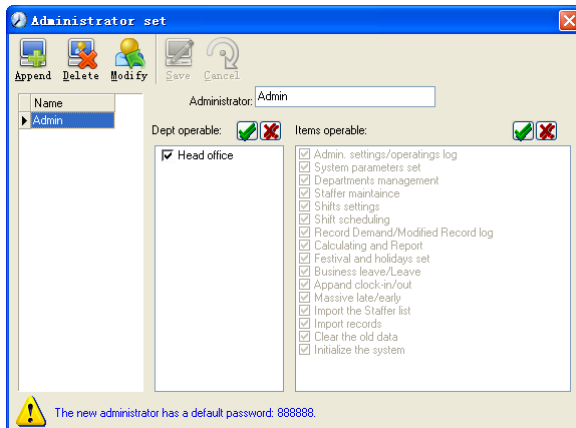 Administrator set
Append Delete Modify Save Cancel
Name
Admin
Administrator: Admin
Dept operable:
Head office
Items operable:
Admin. settings/operatings log
System parameters set
Departments management
Staffer maintaince
Shifts settings
Shift scheduling
Record Demand/Modified Record log
Calculating and Report
Festival and holidays set
Business leave/Leave
Appand clock-in/out
Massive late/early
Import the Staffer list
Import records
Clear the old data
Initialize the system
The new administrator has a default password: 888888.